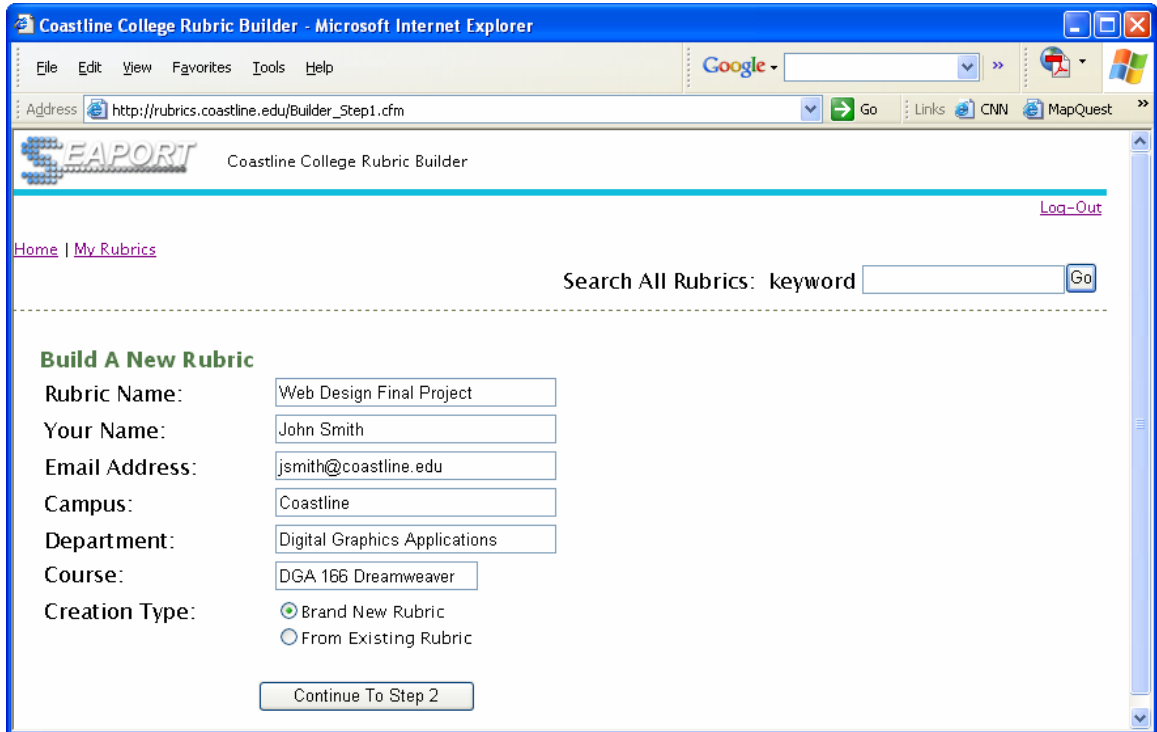 Coastline College Rubric Builder - Microsoft Internet Explorer
File Edit View Favorites Tools Help Google »
Address http://rubrics.coastline.edu/Builder_Step1.cfm Go Links CNN MapQuest »
SEAPORT Coastline College Rubric Builder
Log-Out
Home | My Rubrics
Search All Rubrics: keyword Go
Build A New Rubric
Rubric Name: Web Design Final Project
Your Name: John Smith
Email Address: jsmith@coastline.edu
Campus: Coastline
Department: Digital Graphics Applications
Course: DGA 166 Dreamweaver
Creation Type: Brand New Rubric
From Existing Rubric
Continue To Step 2